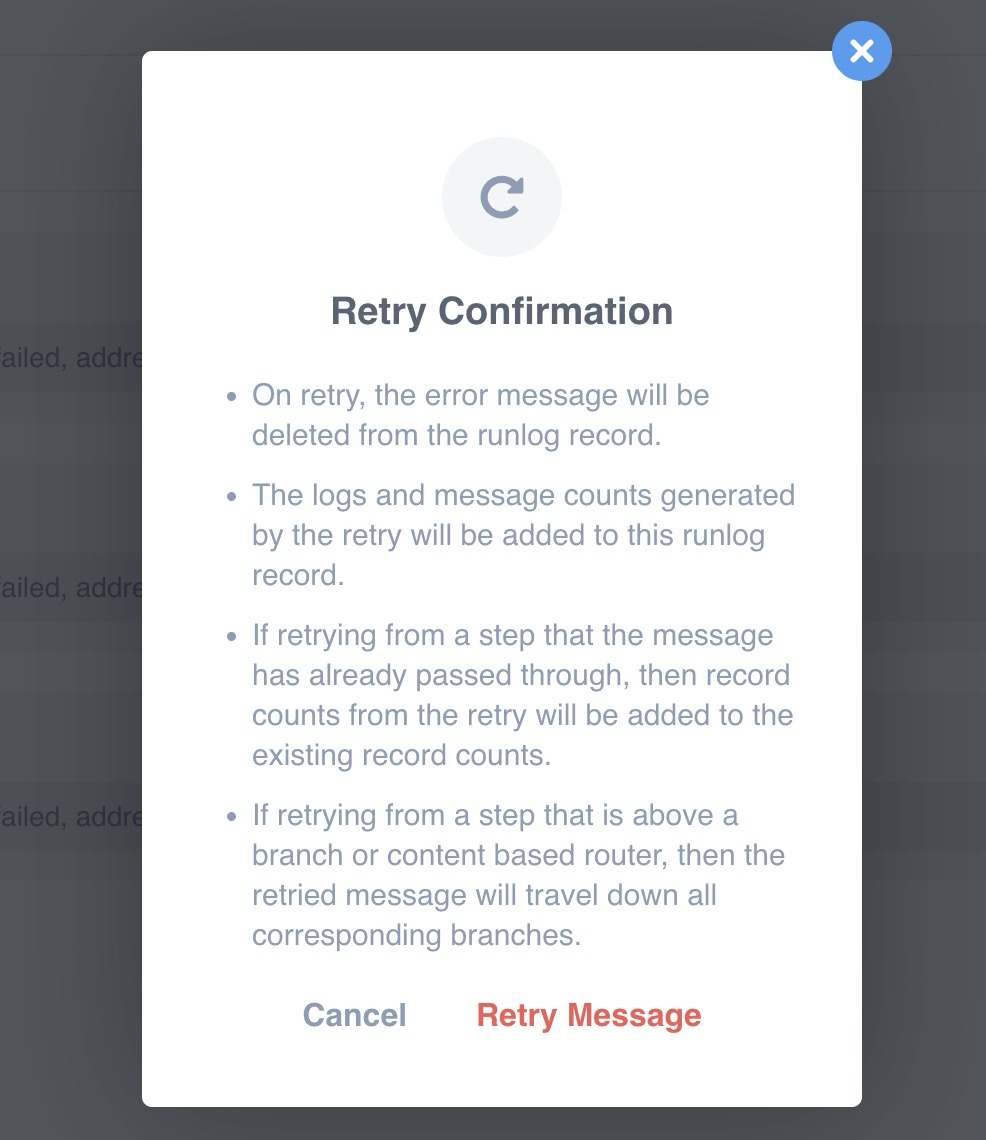 Retry Confirmation
• On retry, the error message will be
deleted from the runlog record.
• The logs and message counts generated
by the retry will be added to this runlog
record.
failed, addre
failed, addre
• If retrying from a step that the message
has already passed through, then record
counts from the retry will be added to the
existing record counts.
• If retrying from a step that is above a
branch or content based router, then the
retried message will travel down all
corresponding branches.
failed, addre
Cancel Retry Message